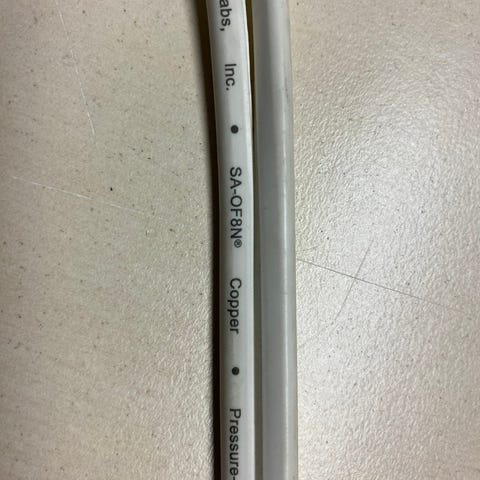 abs, Inc. • SA-OF8N® Copper • Pressure-